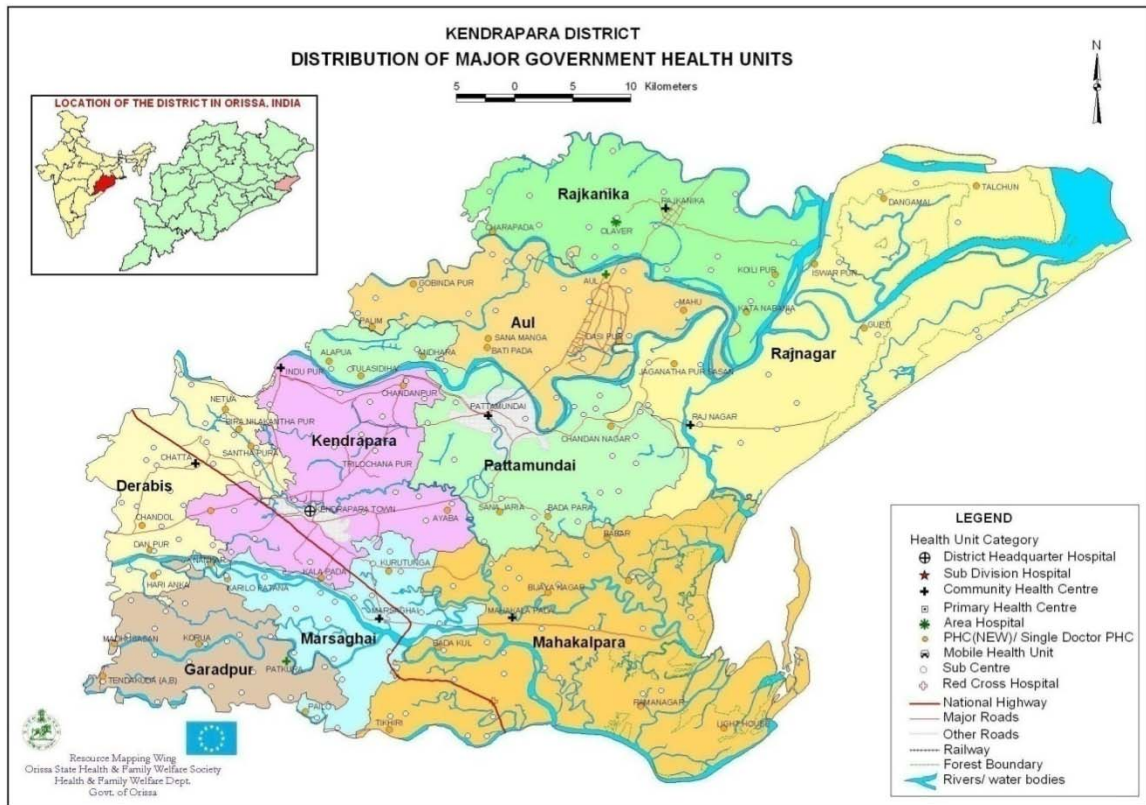 KENDRAPARA DISTRICT
DISTRIBUTION OF MAJOR GOVERNMENT HEALTH UNITS
5 0 5 10 Kilometers
N
LOCATION OF THE DISTRICT IN ORISSA, INDIA
Rajkanika
RAJKANIKA
TALCHUN
DANGAMAL
OLAVER
CHARAPADA
KOILI PUR
ISWAR PUR
AUL
GOBINDA PUR
MAHU
KATA NABANIA
PALIM
Aul
GUPTI
SANA MANGA
DASI PUR
BATI PADA
Rajnagar
ALAPUA
ANDHARA
TULASIDIHA
JAGANATHA PUR SASAN
INDU PUR
CHANDANPUR
NETUA
PATTAMUNDAI
RAJ NAGAR
BIRA NILAKANTHA PUR
CHANDAN NAGAR
Kendrapara
SANTHA PURA
CHATTA
TRILOCHANA PUR
Pattamundai
Derabis
KENDRAPARA TOWN
SANA JARIA
BADA PARA
AYABA
CHANDOL
DAN PUR
BABAR
KURUTUNGA
HARI ANKA
KALA PADA
KARILO PATANA
BIJAYA NAGAR
MARSAGHAI
MAHAKALA PADA
KORUA
Marsaghai
BADA KUL
Mahakalpara
Garadpur
PATKURA
TENDAKUDA (A,B)
RAMANAGAR
TIKHIRI
LIGHT HOUSE
LEGEND
Health Unit Category
District Headquarter Hospital
Sub Division Hospital
Community Health Centre
Primary Health Centre
Area Hospital
PHC(NEW)/ Single Doctor PHC
Mobile Health Unit
Sub Centre
Red Cross Hospital
National Highway
Major Roads
Other Roads
Railway
Forest Boundary
Rivers/ water bodies
Resource Mapping Wing
Orissa State Health & Family Welfare Society
Health & Family Welfare Dept.
Govt. of Orissa